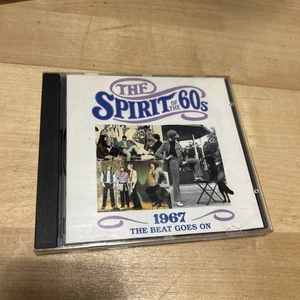 THE
SPIRIT
OF THE 60s
1967
THE BEAT GOES ON